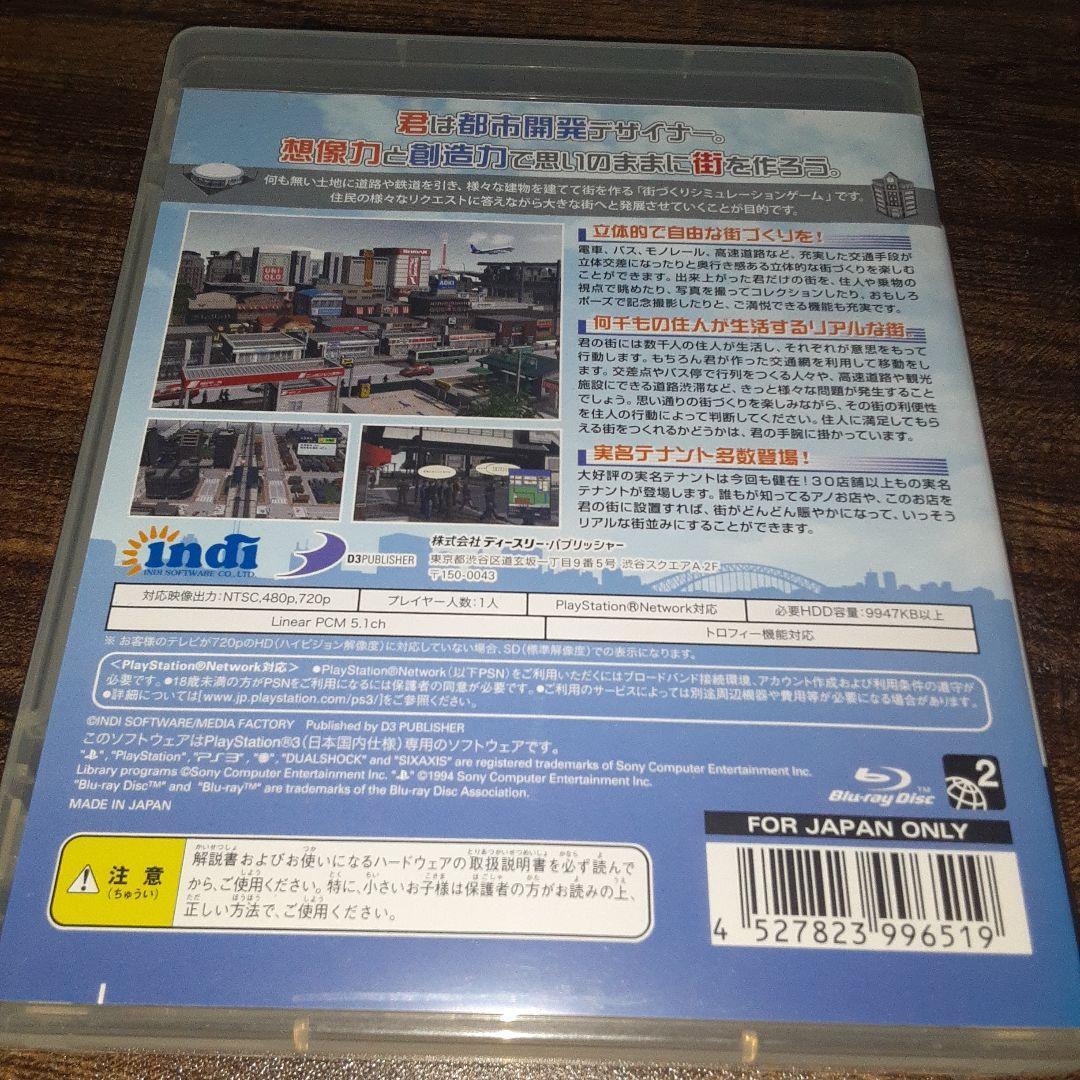 君は都市開発デザイナー。
想像力と創造力で思いのままに街を作ろう。
何も無い土地に道路や鉄道を引き、様々な建物を建てて街を作る「街づくりシミュレーションゲーム」です。
住民の様々なリクエストに答えながら大きな街へと発展させていくことが目的です。
立体的で自由な街づくりを!
電車、バス、モノレール、高速道路など、充実した交通手段が
立体交差になったりと奥行き感ある立体的な街づくりを楽しむ
ことができます。出来上がった君だけの街を、住人や乗物の
視点で眺めたり、写真を撮ってコレクションしたり、おもしろ
ポーズで記念撮影したりと、ご満悦できる機能も充実です。
何千もの住人が生活するリアルな街
君の街には数千人の住人が生活し、それぞれが意思をもって
行動します。もちろん君が作った交通網を利用して移動をしま
す。交差点やバス停で行列をつくる人々や、高速道路や観光
施設にできる道路渋滞など、きっと様々な問題が発生すること
でしょう。思い通りの街づくりを楽しみながら、その街の利便性
を住人の行動によって判断してください。住人に満足してもら
える街をつくれるかどうかは、君の手腕に掛かっています。
実名テナント多数登場!
大好評の実名テナントは今回も健在!30店舗以上もの実名
テナントが登場します。誰もが知ってるアノお店や、このお店を
君の街に設置すれば、街がどんどん賑やかになって、いっそう
リアルな街並みにすることができます。
UNI
QLO
AOKI
indi
INDI SOFTWARE CO., LTD.
D3PUBLISHER
株式会社 ディースリー・パブリッシャー
東京都渋谷区道玄坂一丁目9番5号 渋谷スクエアA 2F
〒150-0043
対応映像出力:NTSC,480p,720p
プレイヤー人数:1人
PlayStation®Network対応
必要HDD容量:9947KB以上
Linear PCM 5.1ch
トロフィー機能対応
※ お客様のテレビが720pのHD(ハイビジョン解像度)に対応していない場合、SD(標準解像度)での表示になります。
<PlayStation®Network対応> ●PlayStation®Network(以下PSN)をご利用いただくにはブロードバンド接続環境、アカウント作成および利用条件の遵守が
必要です。●18歳未満の方がPSNをご利用になるには保護者の同意が必要です。●ご利用のサービスによっては別途周辺機器や費用等が必要になる場合があります。
●詳細については[www.jp.playstation.com/ps3/]をご参照ください。
©INDI SOFTWARE/MEDIA FACTORY Published by D3 PUBLISHER
このソフトウェアはPlayStation®3(日本国内仕様)専用のソフトウェアです。
" ", "PlayStation", "PS3", " ", "DUALSHOCK" and "SIXAXIS" are registered trademarks of Sony Computer Entertainment Inc.
Library programs ©Sony Computer Entertainment Inc. " " ©1994 Sony Computer Entertainment Inc.
"Blu-ray Disc™" and "Blu-ray™" are trademarks of the Blu-ray Disc Association.
MADE IN JAPAN
Blu-ray Disc™
2
FOR JAPAN ONLY
注意
(ちゅうい)
解説書およびお使いになるハードウェアの取扱説明書を必ず読んで
から、ご使用ください。特に、小さいお子様は保護者の方がお読みの上、
正しい方法で、ご使用ください。
4 527823 996519